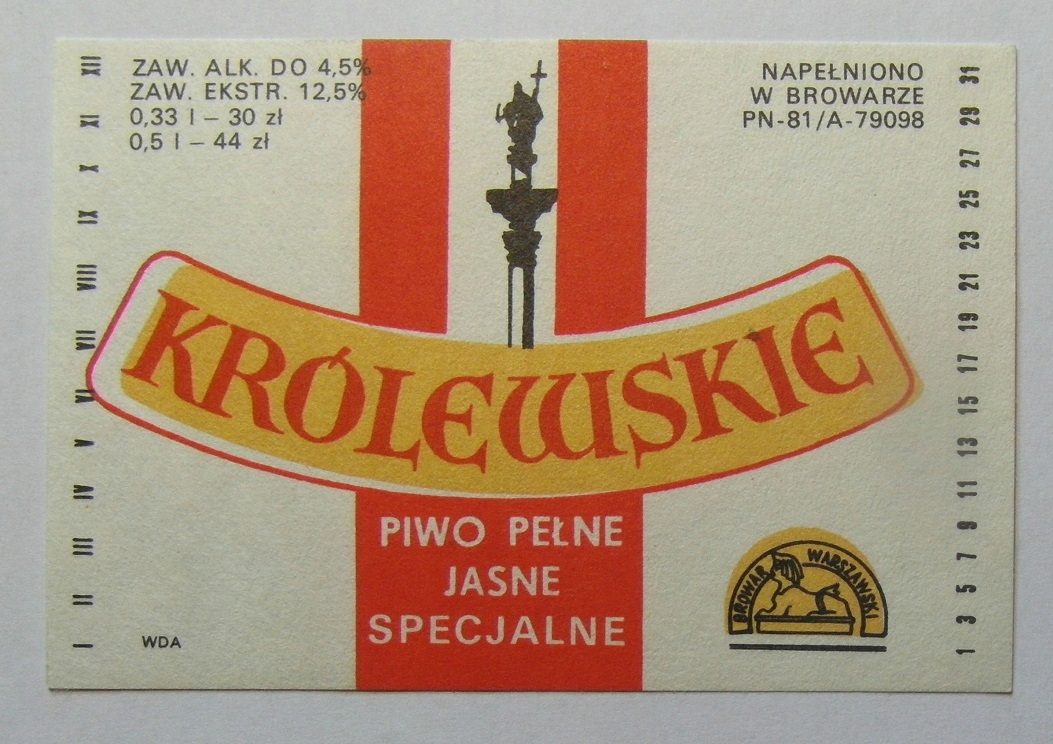 ZAW. ALK. DO 4,5%
ZAW. EKSTR. 12,5%
0,33 l – 30 zł
0,5 l – 44 zł
NAPEŁNIONO
W BROWARZE
PN-81/A-79098
XII
XI
X
IX
VIII
VII
VI
V
IV
III
II
I
31
29
27
25
23
21
19
17
15
13
11
9
7
5
3
1
KRÓLEWSKIE
PIWO PEŁNE
JASNE
SPECJALNE
BROWAR WARSZAWSKI
WDA